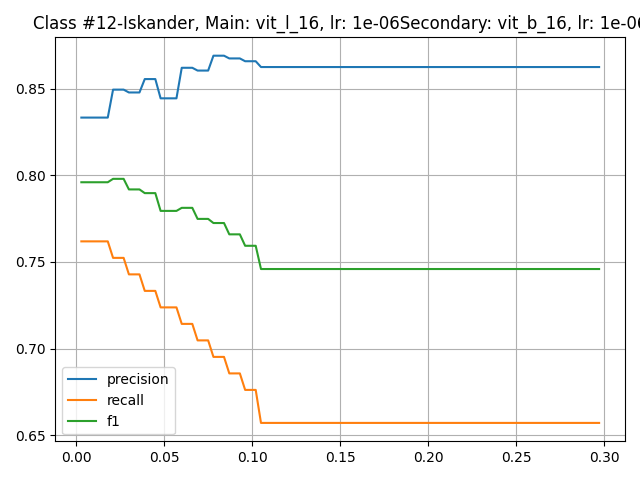 Class #12-Iskander, Main: vit_l_16, lr: 1e-06Secondary: vit_b_16, lr: 1e-06
0.85
0.80
0.75
0.70
0.65
precision
recall
f1
0.00 0.05 0.10 0.15 0.20 0.25 0.30